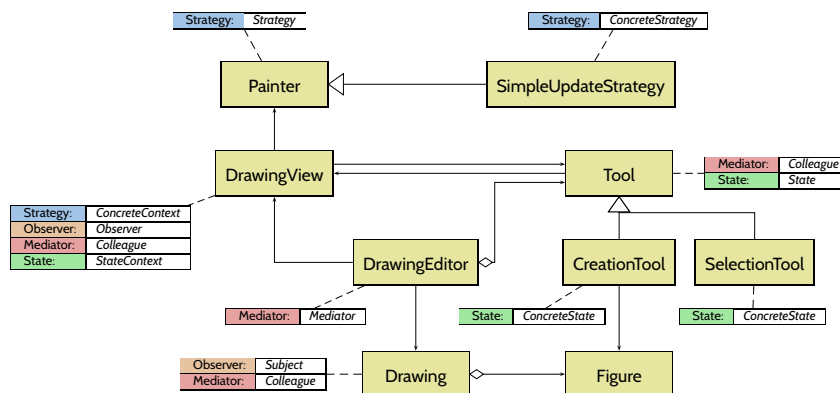 Strategy: Strategy
Strategy: ConcreteStrategy
Painter
SimpleUpdateStrategy
DrawingView
Tool
Mediator: Colleague
State: State
Strategy: ConcreteContext
Observer: Observer
Mediator: Colleague
State: StateContext
DrawingEditor
CreationTool
SelectionTool
Mediator: Mediator
State: ConcreteState
State: ConcreteState
Observer: Subject
Mediator: Colleague
Drawing
Figure